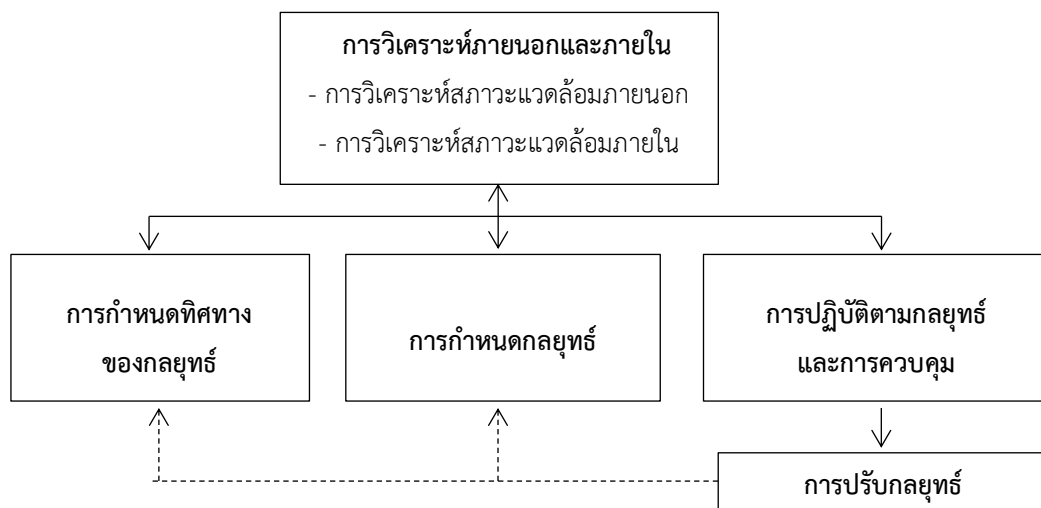 การวิเคราะห์ภายนอกและภายใน
- การวิเคราะห์สภาวะแวดล้อมภายนอก
- การวิเคราะห์สภาวะแวดล้อมภายใน
การกำหนดทิศทาง
ของกลยุทธ์
การกำหนดกลยุทธ์
การปฏิบัติตามกลยุทธ์
และการควบคุม
การปรับกลยุทธ์